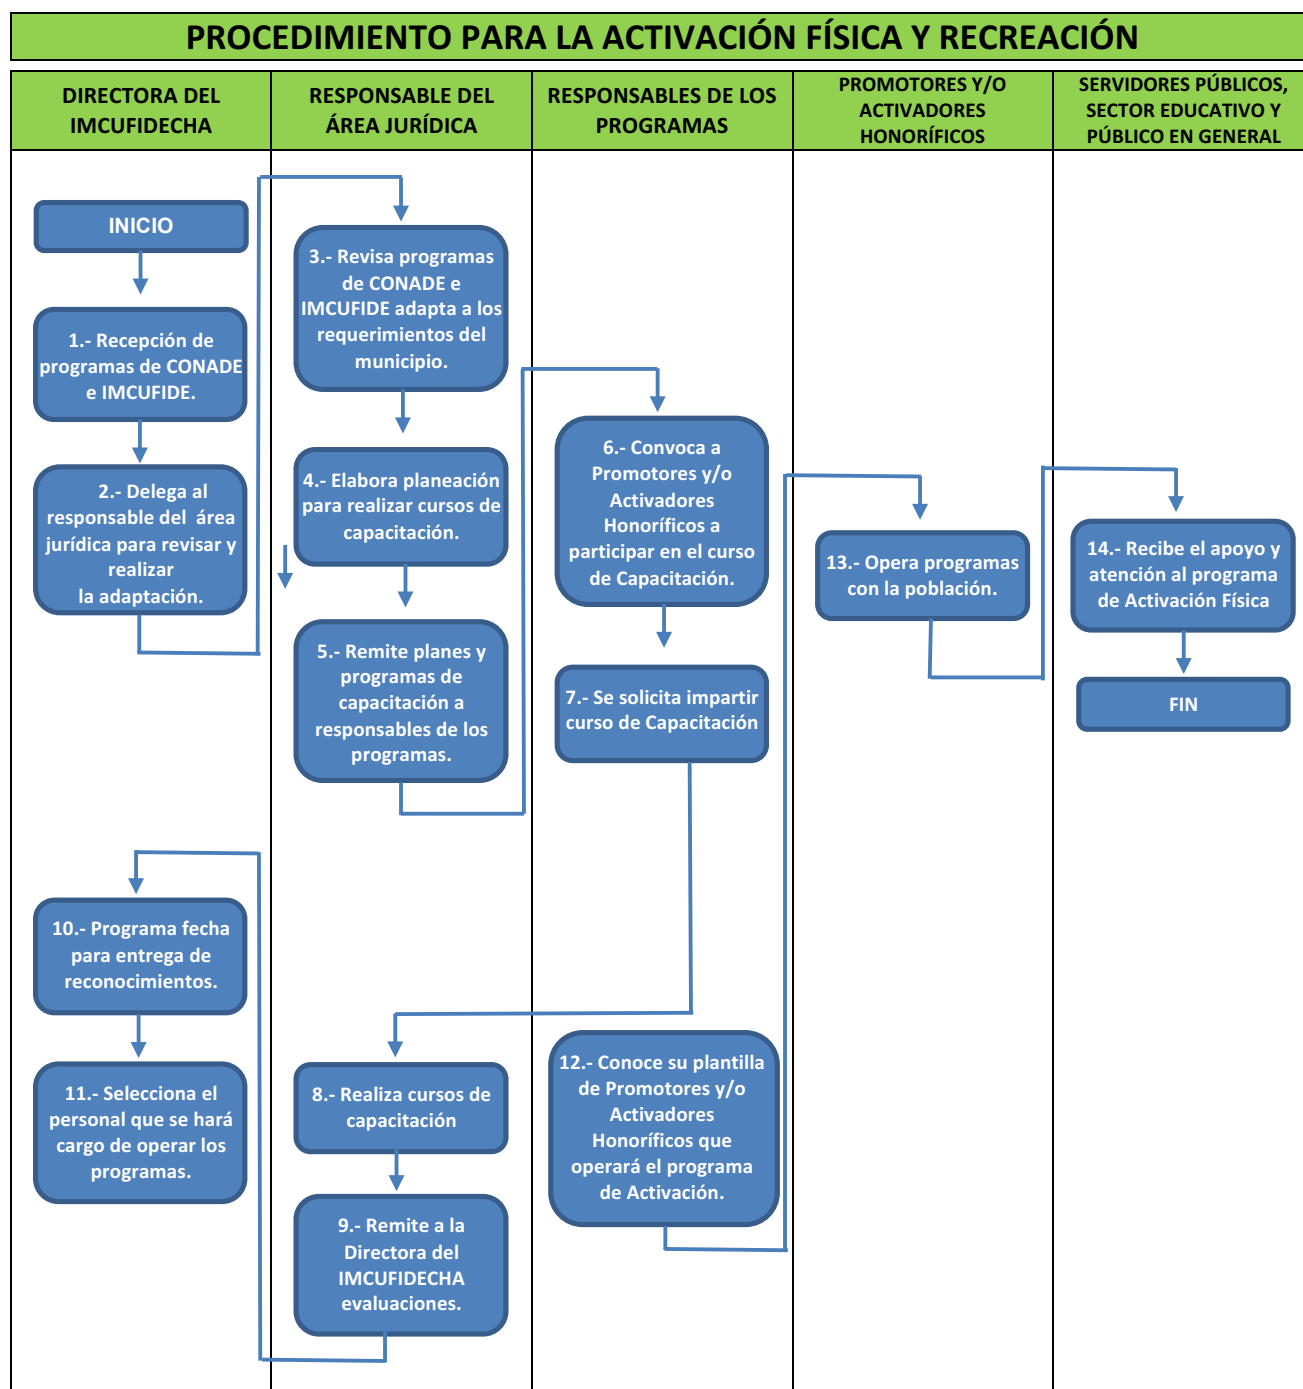 PROCEDIMIENTO PARA LA ACTIVACIÓN FÍSICA Y RECREACIÓN
DIRECTORA DEL
IMCUFIDECHA
RESPONSABLE DEL
ÁREA JURÍDICA
RESPONSABLES DE LOS
PROGRAMAS
PROMOTORES Y/O
ACTIVADORES
HONORÍFICOS
SERVIDORES PÚBLICOS,
SECTOR EDUCATIVO Y
PÚBLICO EN GENERAL
INICIO
1.- Recepción de
programas de CONADE
e IMCUFIDE.
2.- Delega al
responsable del área
jurídica para revisar y
realizar
la adaptación.
3.- Revisa programas
de CONADE e
IMCUFIDE adapta a los
requerimientos del
municipio.
4.- Elabora planeación
para realizar cursos de
capacitación.
5.- Remite planes y
programas de
capacitación a
responsables de los
programas.
6.- Convoca a
Promotores y/o
Activadores
Honoríficos a
participar en el curso
de Capacitación.
7.- Se solicita impartir
curso de Capacitación
8.- Realiza cursos de
capacitación
9.- Remite a la
Directora del
IMCUFIDECHA
evaluaciones.
10.- Programa fecha
para entrega de
reconocimientos.
11.- Selecciona el
personal que se hará
cargo de operar los
programas.
12.- Conoce su plantilla
de Promotores y/o
Activadores
Honoríficos que
operará el programa
de Activación.
13.- Opera programas
con la población.
14.- Recibe el apoyo y
atención al programa
de Activación Física
FIN